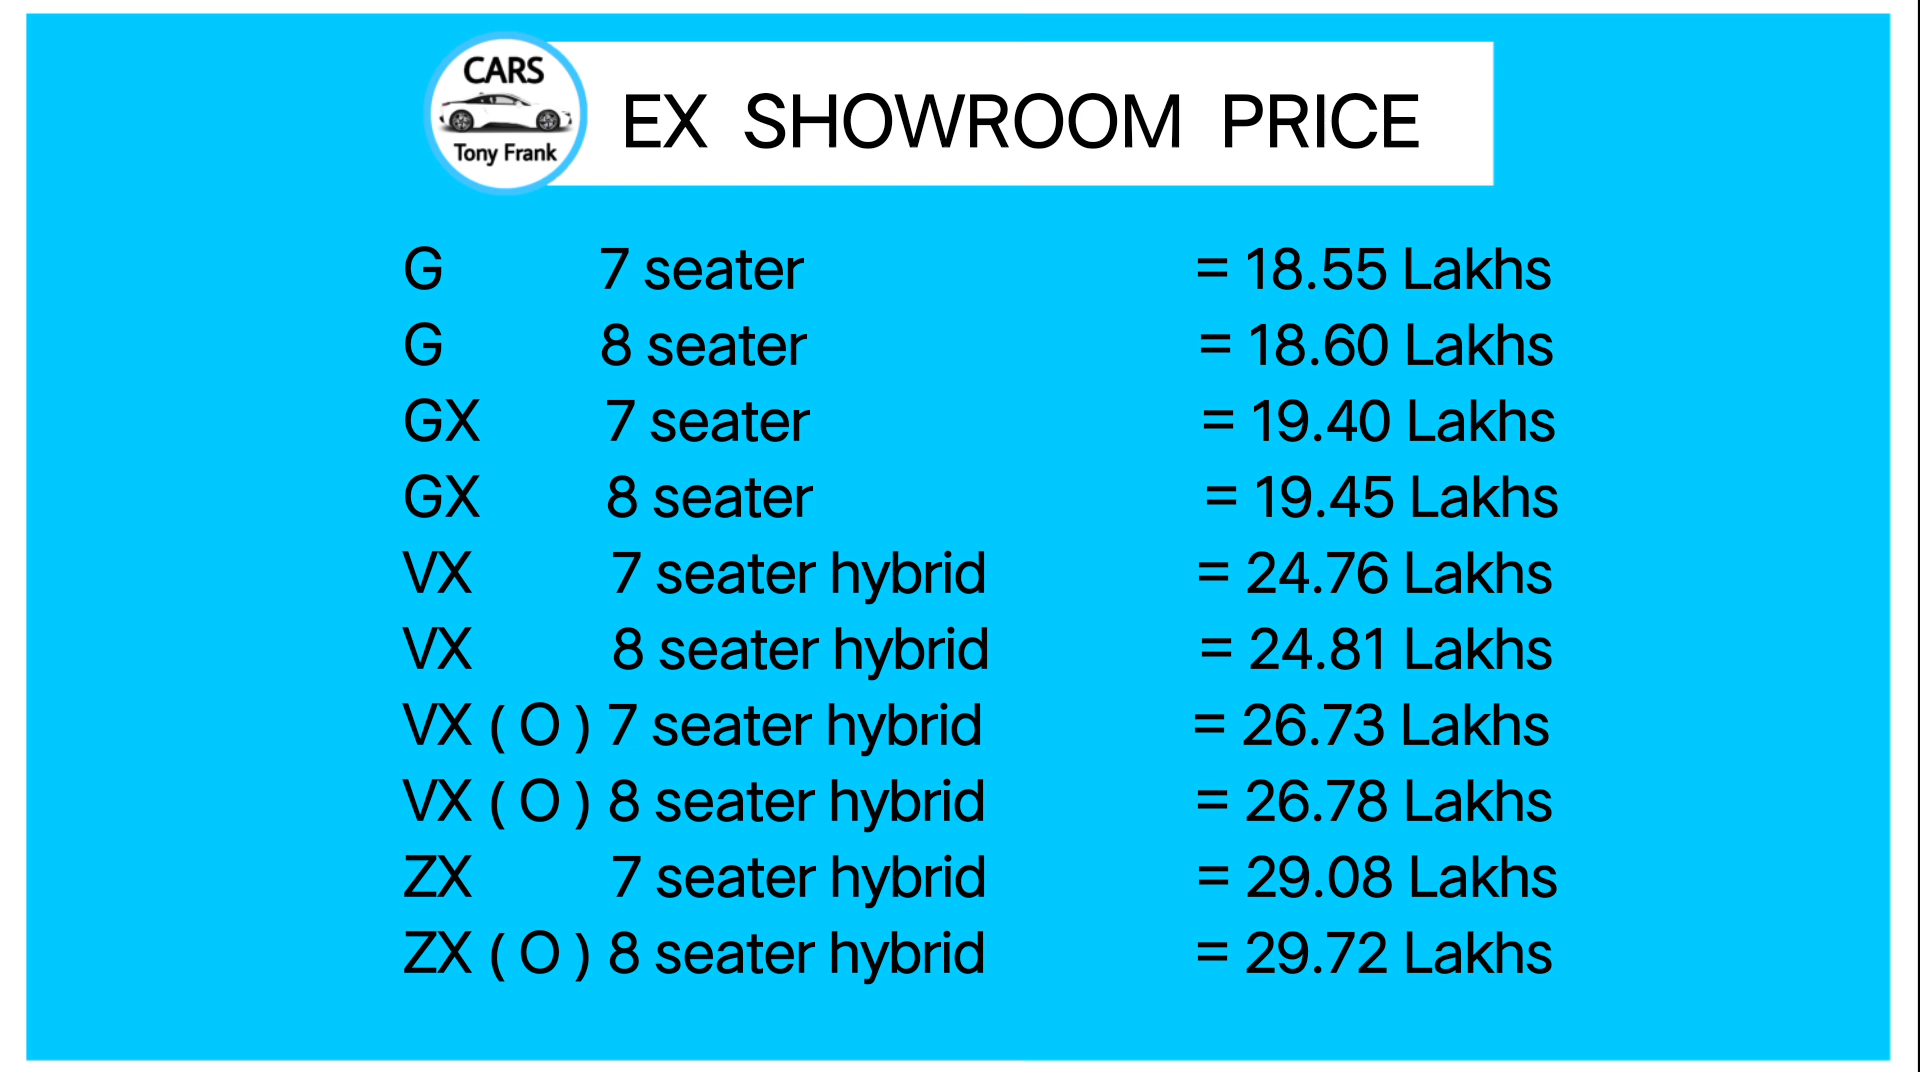 CARS
Tony Frank
EX SHOWROOM PRICE
G 7 seater = 18.55 Lakhs
G 8 seater = 18.60 Lakhs
GX 7 seater = 19.40 Lakhs
GX 8 seater = 19.45 Lakhs
VX 7 seater hybrid = 24.76 Lakhs
VX 8 seater hybrid = 24.81 Lakhs
VX ( O ) 7 seater hybrid = 26.73 Lakhs
VX ( O ) 8 seater hybrid = 26.78 Lakhs
ZX 7 seater hybrid = 29.08 Lakhs
ZX ( O ) 8 seater hybrid = 29.72 Lakhs